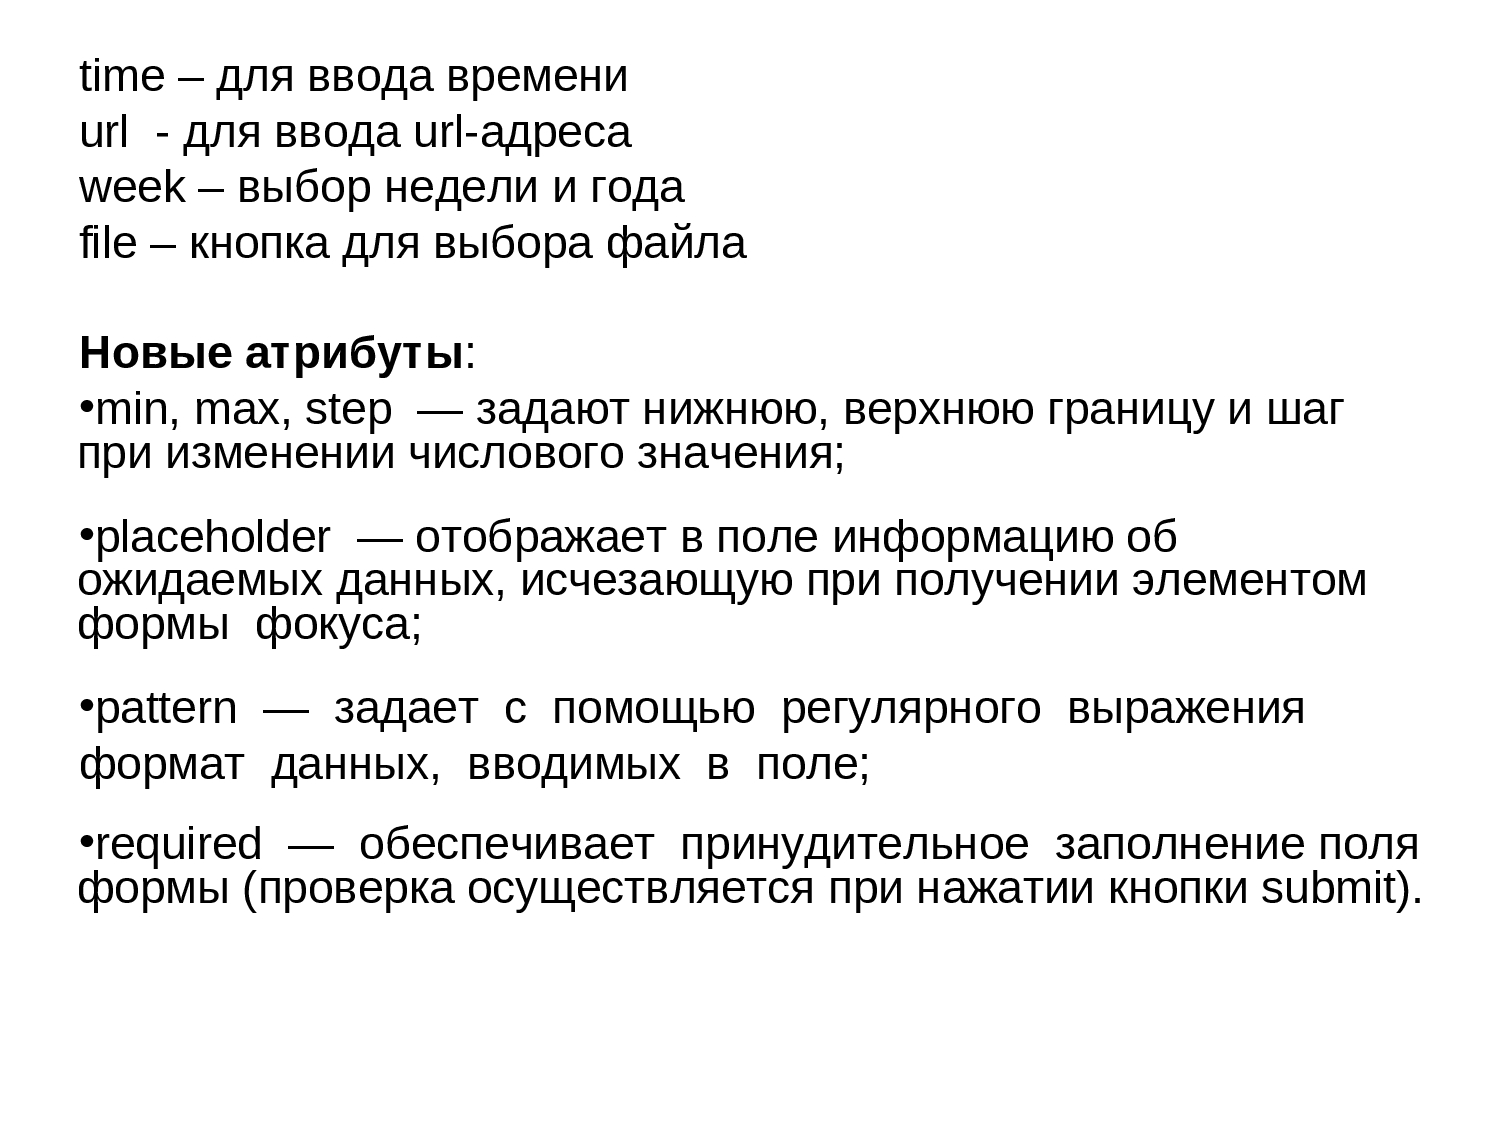 time – для ввода времени
url  - для ввода url-адреса
week – выбор недели и года
file – кнопка для выбора файла
Новые атрибуты:
•min, max, step  — задают нижнюю, верхнюю границу и шаг
при изменении числового значения;
•placeholder  — отображает в поле информацию об
ожидаемых данных, исчезающую при получении элементом
формы  фокуса;
•pattern  —  задает  с  помощью  регулярного  выражения
формат  данных,  вводимых  в  поле;
•required  —  обеспечивает  принудительное  заполнение поля
формы (проверка осуществляется при нажатии кнопки submit).